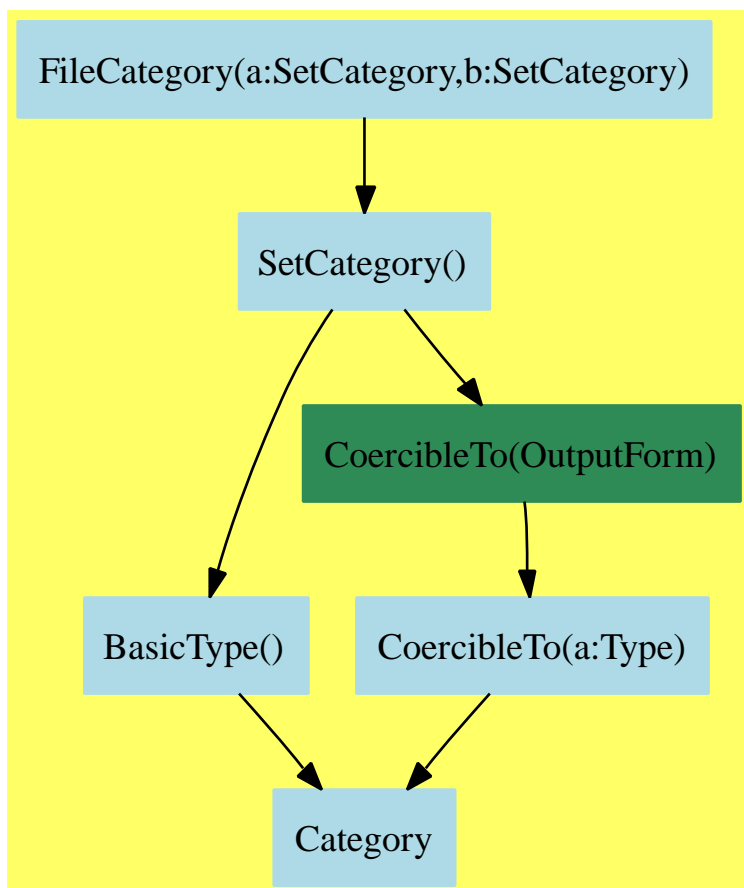 FileCategory(a:SetCategory,b:SetCategory)
SetCategory()
CoercibleTo(OutputForm)
BasicType()
CoercibleTo(a:Type)
Category